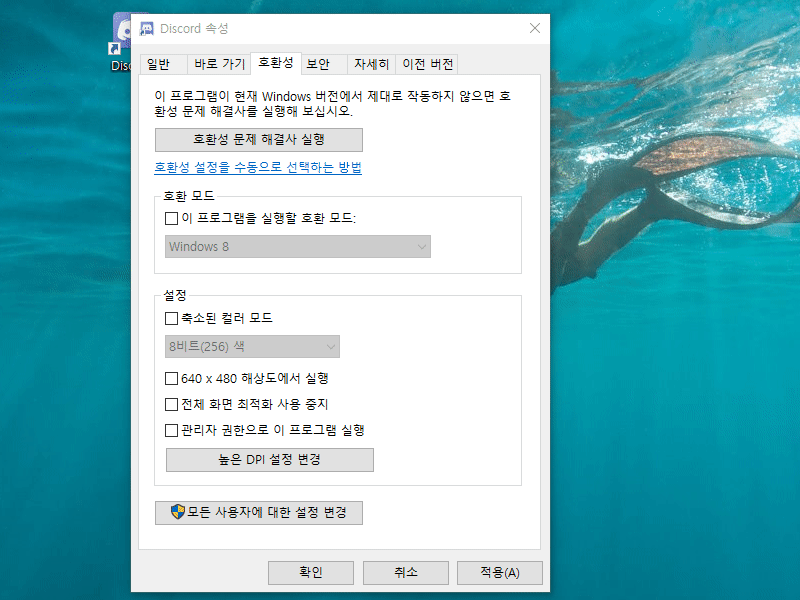 Discord 속성
Disc
일반 바로 가기 호환성 보안 자세히 이전 버전
이 프로그램이 현재 Windows 버전에서 제대로 작동하지 않으면 호
환성 문제 해결사를 실행해 보십시오.
호환성 문제 해결사 실행
호환성 설정을 수동으로 선택하는 방법
호환 모드
이 프로그램을 실행할 호환 모드:
Windows 8
설정
축소된 컬러 모드
8비트(256) 색
640 x 480 해상도에서 실행
전체 화면 최적화 사용 중지
관리자 권한으로 이 프로그램 실행
높은 DPI 설정 변경
모든 사용자에 대한 설정 변경
확인 취소 적용(A)